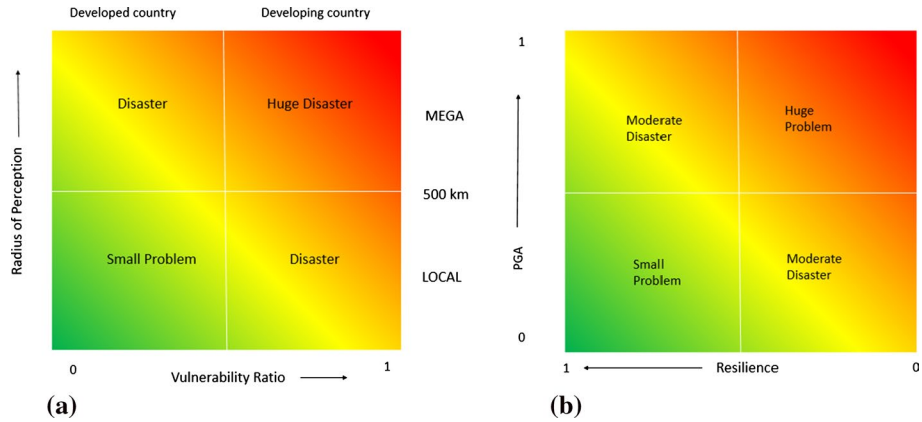 Developed country
Developing country
Radius of Perception
Disaster
Huge Disaster
Small Problem
Disaster
MEGA
500 km
LOCAL
0
Vulnerability Ratio
1
(a)
1
PGA
0
Moderate
Disaster
Huge
Problem
Small
Problem
Moderate
Disaster
1
Resilience
0
(b)